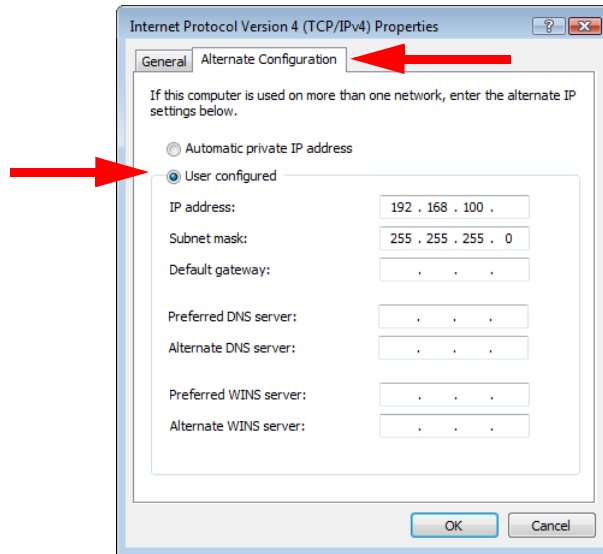 Internet Protocol Version 4 (TCP/IPv4) Properties
?
General Alternate Configuration
If this computer is used on more than one network, enter the alternate IP
settings below.
Automatic private IP address
User configured
IP address: 192 . 168 . 100 .
Subnet mask: 255 . 255 . 255 . 0
Default gateway: . . .
Preferred DNS server: . . .
Alternate DNS server: . . .
Preferred WINS server: . . .
Alternate WINS server: . . .
OK Cancel